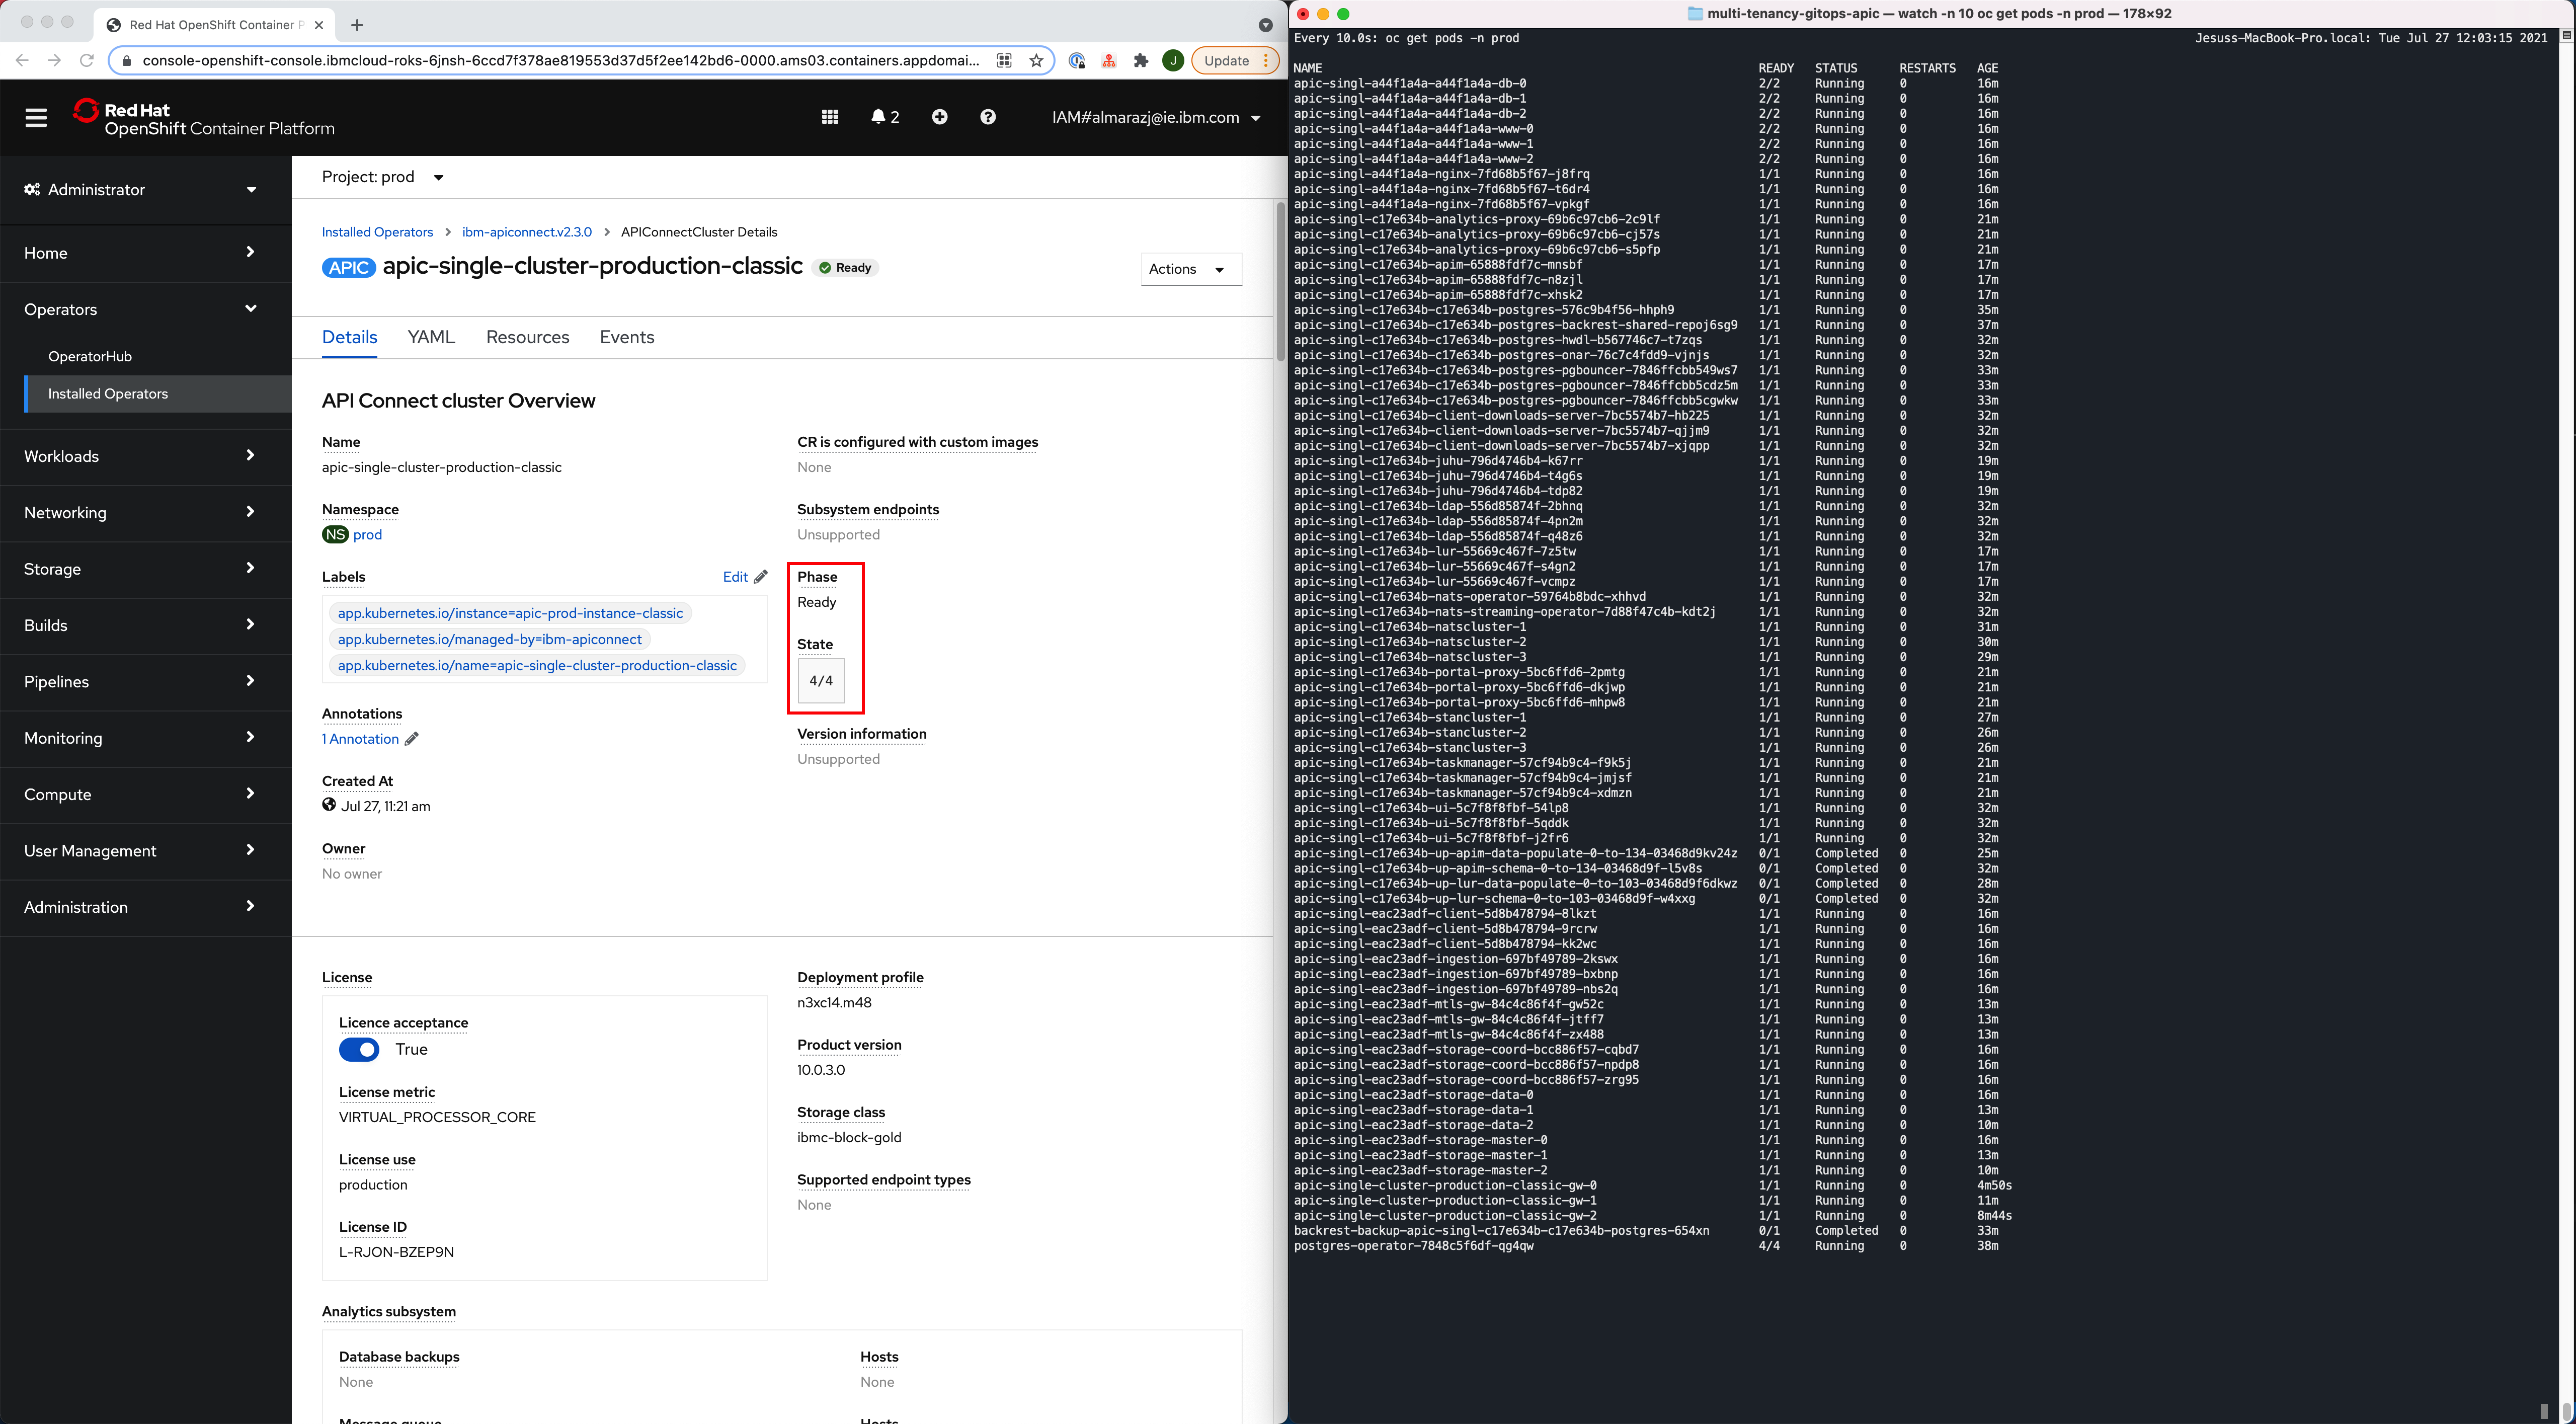 Red Hat OpenShift Container P
console-openshift-console.ibmcloud-roks-6jnsh-6ccd7f378ae819553d37d5f2ee142bd6-0000.ams03.containers.appdomai...
J
Update
Red Hat
OpenShift Container Platform
2
IAM#almarazj@ie.ibm.com
Administrator
Home
Operators
OperatorHub
Installed Operators
Workloads
Networking
Storage
Builds
Pipelines
Monitoring
Compute
User Management
Administration
Project: prod
Installed Operators > ibm-apiconnect.v2.3.0 > APIConnectCluster Details
APIC apic-single-cluster-production-classic Ready
Actions
Details YAML Resources Events
API Connect cluster Overview
Name
apic-single-cluster-production-classic
Namespace
NS prod
Labels
Edit
app.kubernetes.io/instance=apic-prod-instance-classic
app.kubernetes.io/managed-by=ibm-apiconnect
app.kubernetes.io/name=apic-single-cluster-production-classic
Annotations
1 Annotation
Created At
Jul 27, 11:21 am
Owner
No owner
CR is configured with custom images
None
Subsystem endpoints
Unsupported
Phase
Ready
State
4/4
Version information
Unsupported
License
Licence acceptance
True
License metric
VIRTUAL_PROCESSOR_CORE
License use
production
License ID
L-RJON-BZEP9N
Deployment profile
n3xc14.m48
Product version
10.0.3.0
Storage class
ibmc-block-gold
Supported endpoint types
None
Analytics subsystem
Database backups
None
Hosts
None
Message queue
Hosts
multi-tenancy-gitops-apic — watch -n 10 oc get pods -n prod — 178×92
Every 10.0s: oc get pods -n prod Jesuss-MacBook-Pro.local: Tue Jul 27 12:03:15 2021
NAME READY STATUS RESTARTS AGE
apic-singl-a44f1a4a-a44f1a4a-db-0 2/2 Running 0 16m
apic-singl-a44f1a4a-a44f1a4a-db-1 2/2 Running 0 16m
apic-singl-a44f1a4a-a44f1a4a-db-2 2/2 Running 0 16m
apic-singl-a44f1a4a-a44f1a4a-www-0 2/2 Running 0 16m
apic-singl-a44f1a4a-a44f1a4a-www-1 2/2 Running 0 16m
apic-singl-a44f1a4a-a44f1a4a-www-2 2/2 Running 0 16m
apic-singl-a44f1a4a-nginx-7fd68b5f67-j8frq 1/1 Running 0 16m
apic-singl-a44f1a4a-nginx-7fd68b5f67-t6dr4 1/1 Running 0 16m
apic-singl-a44f1a4a-nginx-7fd68b5f67-vpkgf 1/1 Running 0 16m
apic-singl-c17e634b-analytics-proxy-69b6c97cb6-2c9lf 1/1 Running 0 21m
apic-singl-c17e634b-analytics-proxy-69b6c97cb6-cj57s 1/1 Running 0 21m
apic-singl-c17e634b-analytics-proxy-69b6c97cb6-s5pfp 1/1 Running 0 21m
apic-singl-c17e634b-apim-65888fdf7c-mnsbf 1/1 Running 0 17m
apic-singl-c17e634b-apim-65888fdf7c-n8zjl 1/1 Running 0 17m
apic-singl-c17e634b-apim-65888fdf7c-xhsk2 1/1 Running 0 17m
apic-singl-c17e634b-c17e634b-postgres-576c9b4f56-hhph9 1/1 Running 0 35m
apic-singl-c17e634b-c17e634b-postgres-backrest-shared-repoj6sg9 1/1 Running 0 37m
apic-singl-c17e634b-c17e634b-postgres-hwdl-b567746c7-t7zqs 1/1 Running 0 32m
apic-singl-c17e634b-c17e634b-postgres-onar-76c7c4fdd9-vjnjs 1/1 Running 0 32m
apic-singl-c17e634b-c17e634b-postgres-pgbouncer-7846ffcbb549ws7 1/1 Running 0 33m
apic-singl-c17e634b-c17e634b-postgres-pgbouncer-7846ffcbb5cdz5m 1/1 Running 0 33m
apic-singl-c17e634b-c17e634b-postgres-pgbouncer-7846ffcbb5cgwkw 1/1 Running 0 33m
apic-singl-c17e634b-client-downloads-server-7bc5574b7-hb225 1/1 Running 0 32m
apic-singl-c17e634b-client-downloads-server-7bc5574b7-qjjm9 1/1 Running 0 32m
apic-singl-c17e634b-client-downloads-server-7bc5574b7-xjqpp 1/1 Running 0 32m
apic-singl-c17e634b-juhu-796d4746b4-k67rr 1/1 Running 0 19m
apic-singl-c17e634b-juhu-796d4746b4-t4g6s 1/1 Running 0 19m
apic-singl-c17e634b-juhu-796d4746b4-tdp82 1/1 Running 0 19m
apic-singl-c17e634b-ldap-556d85874f-2bhnq 1/1 Running 0 32m
apic-singl-c17e634b-ldap-556d85874f-4pn2m 1/1 Running 0 32m
apic-singl-c17e634b-ldap-556d85874f-q48z6 1/1 Running 0 32m
apic-singl-c17e634b-lur-55669c467f-7z5tw 1/1 Running 0 17m
apic-singl-c17e634b-lur-55669c467f-s4gn2 1/1 Running 0 17m
apic-singl-c17e634b-lur-55669c467f-vcmpz 1/1 Running 0 17m
apic-singl-c17e634b-nats-operator-59764b8bdc-xhhvd 1/1 Running 0 32m
apic-singl-c17e634b-nats-streaming-operator-7d88f47c4b-kdt2j 1/1 Running 0 32m
apic-singl-c17e634b-natscluster-1 1/1 Running 0 31m
apic-singl-c17e634b-natscluster-2 1/1 Running 0 30m
apic-singl-c17e634b-natscluster-3 1/1 Running 0 29m
apic-singl-c17e634b-portal-proxy-5bc6ffd6-2pmtg 1/1 Running 0 21m
apic-singl-c17e634b-portal-proxy-5bc6ffd6-dkjwp 1/1 Running 0 21m
apic-singl-c17e634b-portal-proxy-5bc6ffd6-mhpw8 1/1 Running 0 21m
apic-singl-c17e634b-stancluster-1 1/1 Running 0 27m
apic-singl-c17e634b-stancluster-2 1/1 Running 0 26m
apic-singl-c17e634b-stancluster-3 1/1 Running 0 26m
apic-singl-c17e634b-taskmanager-57cf94b9c4-f9k5j 1/1 Running 0 21m
apic-singl-c17e634b-taskmanager-57cf94b9c4-jmjsf 1/1 Running 0 21m
apic-singl-c17e634b-taskmanager-57cf94b9c4-xdmzn 1/1 Running 0 21m
apic-singl-c17e634b-ui-5c7f8f8fbf-54lp8 1/1 Running 0 32m
apic-singl-c17e634b-ui-5c7f8f8fbf-5qddk 1/1 Running 0 32m
apic-singl-c17e634b-ui-5c7f8f8fbf-j2fr6 1/1 Running 0 32m
apic-singl-c17e634b-up-apim-data-populate-0-to-134-03468d9kv24z 0/1 Completed 0 25m
apic-singl-c17e634b-up-apim-schema-0-to-134-03468d9f-l5v8s 0/1 Completed 0 32m
apic-singl-c17e634b-up-lur-data-populate-0-to-103-03468d9f6dkwz 0/1 Completed 0 28m
apic-singl-c17e634b-up-lur-schema-0-to-103-03468d9f-w4xxg 0/1 Completed 0 32m
apic-singl-eac23adf-client-5d8b478794-8lkzt 1/1 Running 0 16m
apic-singl-eac23adf-client-5d8b478794-9rcrw 1/1 Running 0 16m
apic-singl-eac23adf-client-5d8b478794-kk2wc 1/1 Running 0 16m
apic-singl-eac23adf-ingestion-697bf49789-2kswx 1/1 Running 0 16m
apic-singl-eac23adf-ingestion-697bf49789-bxbnp 1/1 Running 0 16m
apic-singl-eac23adf-ingestion-697bf49789-nbs2q 1/1 Running 0 16m
apic-singl-eac23adf-mtls-gw-84c4c86f4f-gw52c 1/1 Running 0 13m
apic-singl-eac23adf-mtls-gw-84c4c86f4f-jtff7 1/1 Running 0 13m
apic-singl-eac23adf-mtls-gw-84c4c86f4f-zx488 1/1 Running 0 13m
apic-singl-eac23adf-storage-coord-bcc886f57-cqbd7 1/1 Running 0 16m
apic-singl-eac23adf-storage-coord-bcc886f57-npdp8 1/1 Running 0 16m
apic-singl-eac23adf-storage-coord-bcc886f57-zrg95 1/1 Running 0 16m
apic-singl-eac23adf-storage-data-0 1/1 Running 0 16m
apic-singl-eac23adf-storage-data-1 1/1 Running 0 13m
apic-singl-eac23adf-storage-data-2 1/1 Running 0 10m
apic-singl-eac23adf-storage-master-0 1/1 Running 0 16m
apic-singl-eac23adf-storage-master-1 1/1 Running 0 13m
apic-singl-eac23adf-storage-master-2 1/1 Running 0 10m
apic-single-cluster-production-classic-gw-0 1/1 Running 0 4m50s
apic-single-cluster-production-classic-gw-1 1/1 Running 0 11m
apic-single-cluster-production-classic-gw-2 1/1 Running 0 8m44s
backrest-backup-apic-singl-c17e634b-c17e634b-postgres-654xn 0/1 Completed 0 33m
postgres-operator-7848c5f6df-qg4qw 4/4 Running 0 38m